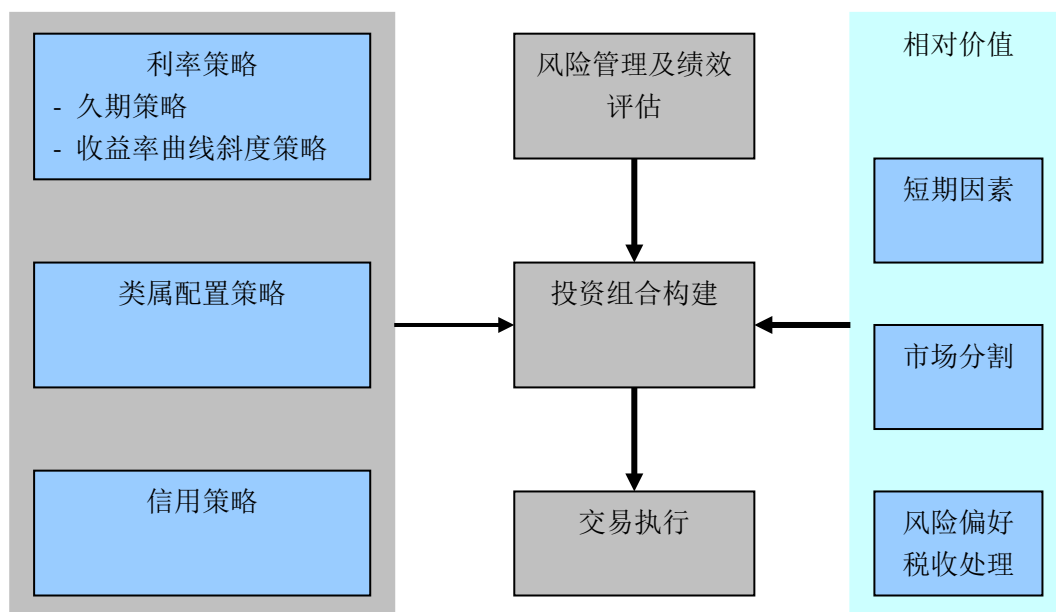 利率策略
- 久期策略
- 收益率曲线斜度策略
类属配置策略
信用策略
风险管理及绩效
评估
投资组合构建
交易执行
相对价值
短期因素
市场分割
风险偏好
税收处理